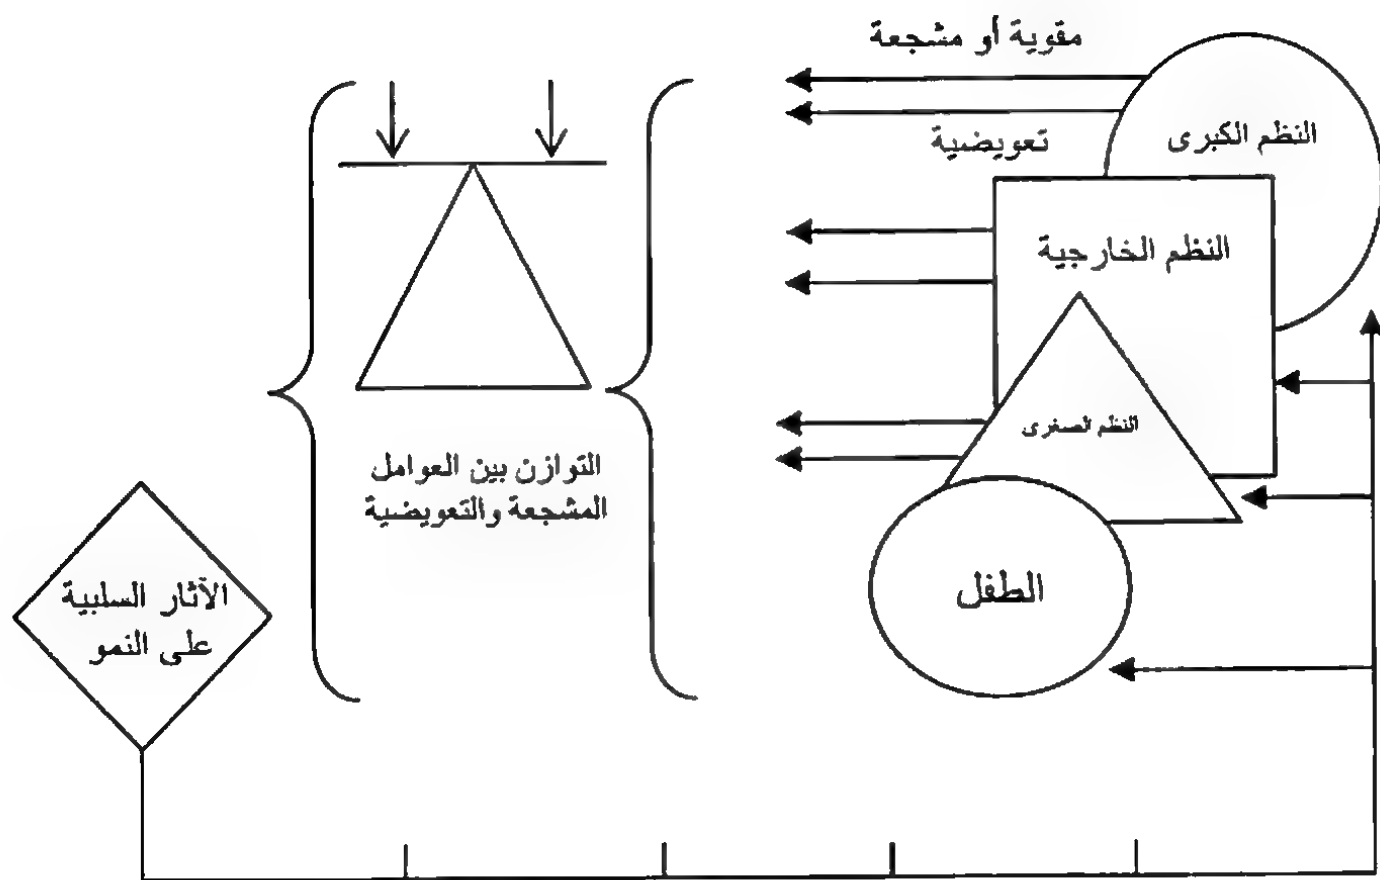 مقوية أو مشجعة
تعويضية
النظم الكبرى
النظم الخارجية
النظم الصغرى
الطفل
التوازن بين العوامل
المشجعة والتعويضية
الآثار السلبية
على النمو